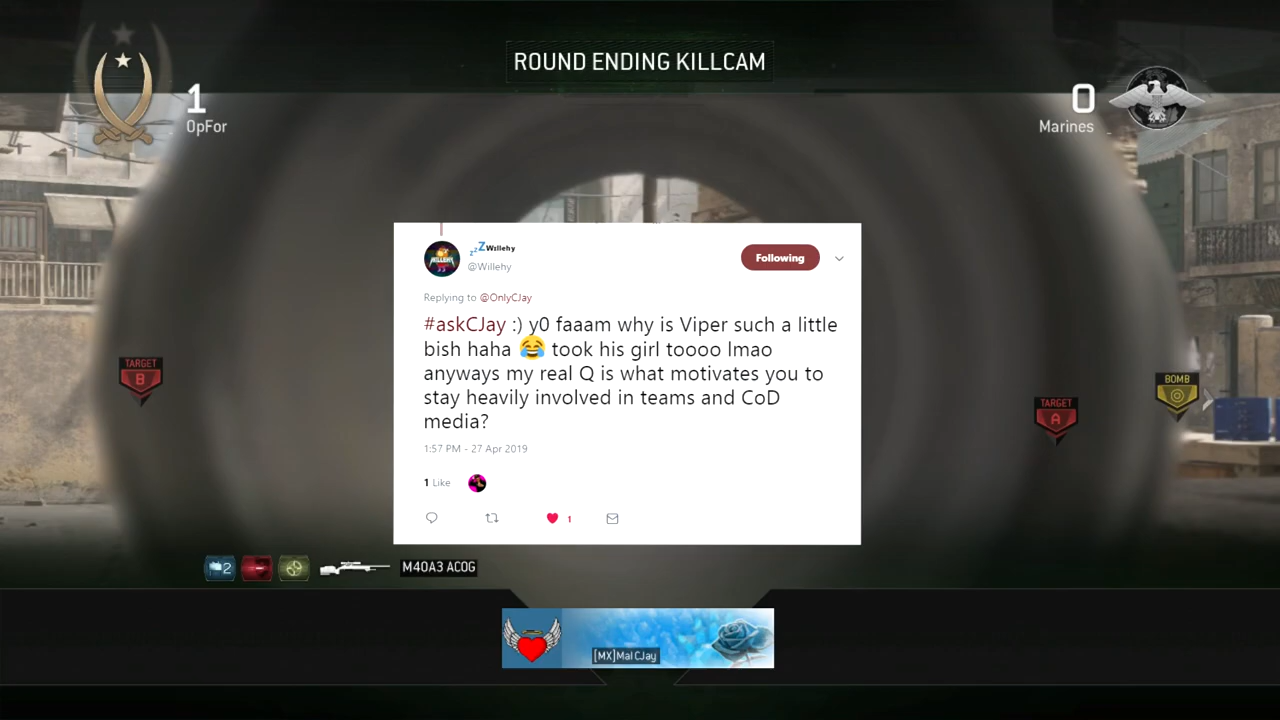 ROUND ENDING KILLCAM
1
OpFor
0
Marines
zzZWillehy
@Willehy
Following
Replying to @OnlyCJay
#askCJay :) y0 faaam why is Viper such a little
bish haha 😂 took his girl toooo lmao
anyways my real Q is what motivates you to
stay heavily involved in teams and CoD
media?
1:57 PM - 27 Apr 2019
1 Like
1
TARGET
B
TARGET
A
BOMB
2
M40A3 ACOG
[MX]Mal CJay